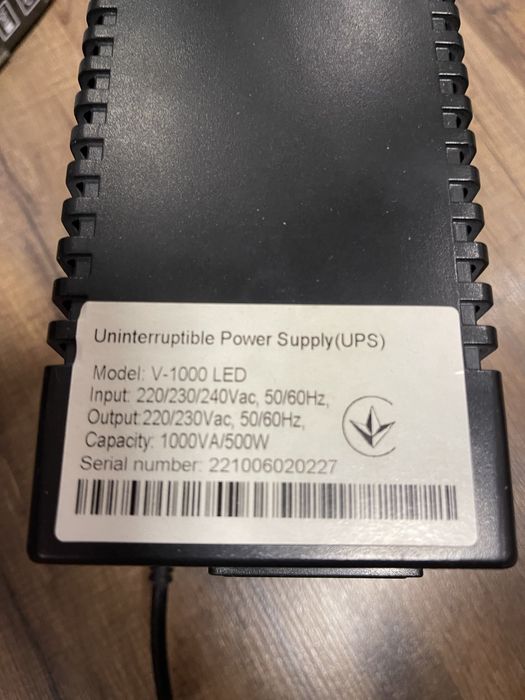 Uninterruptible Power Supply(UPS)
Model: V-1000 LED
Input: 220/230/240Vac, 50/60Hz,
Output:220/230Vac, 50/60Hz,
Capacity: 1000VA/500W
Serial number: 221006020227